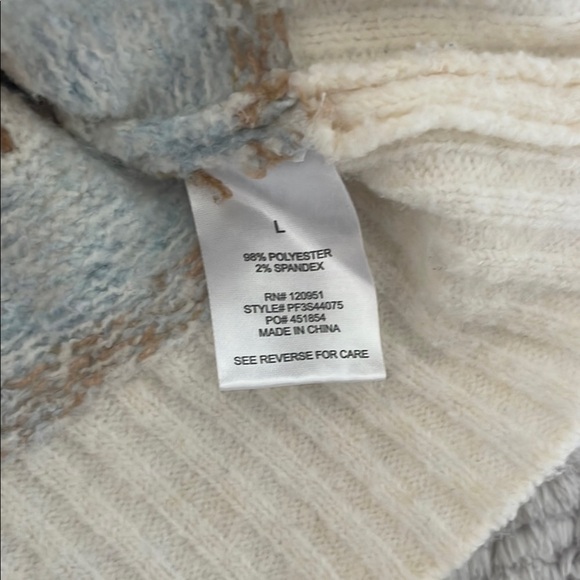 L
98% POLYESTER
2% SPANDEX
RN# 120951
STYLE# PF3S44075
PO# 451854
MADE IN CHINA
SEE REVERSE FOR CARE